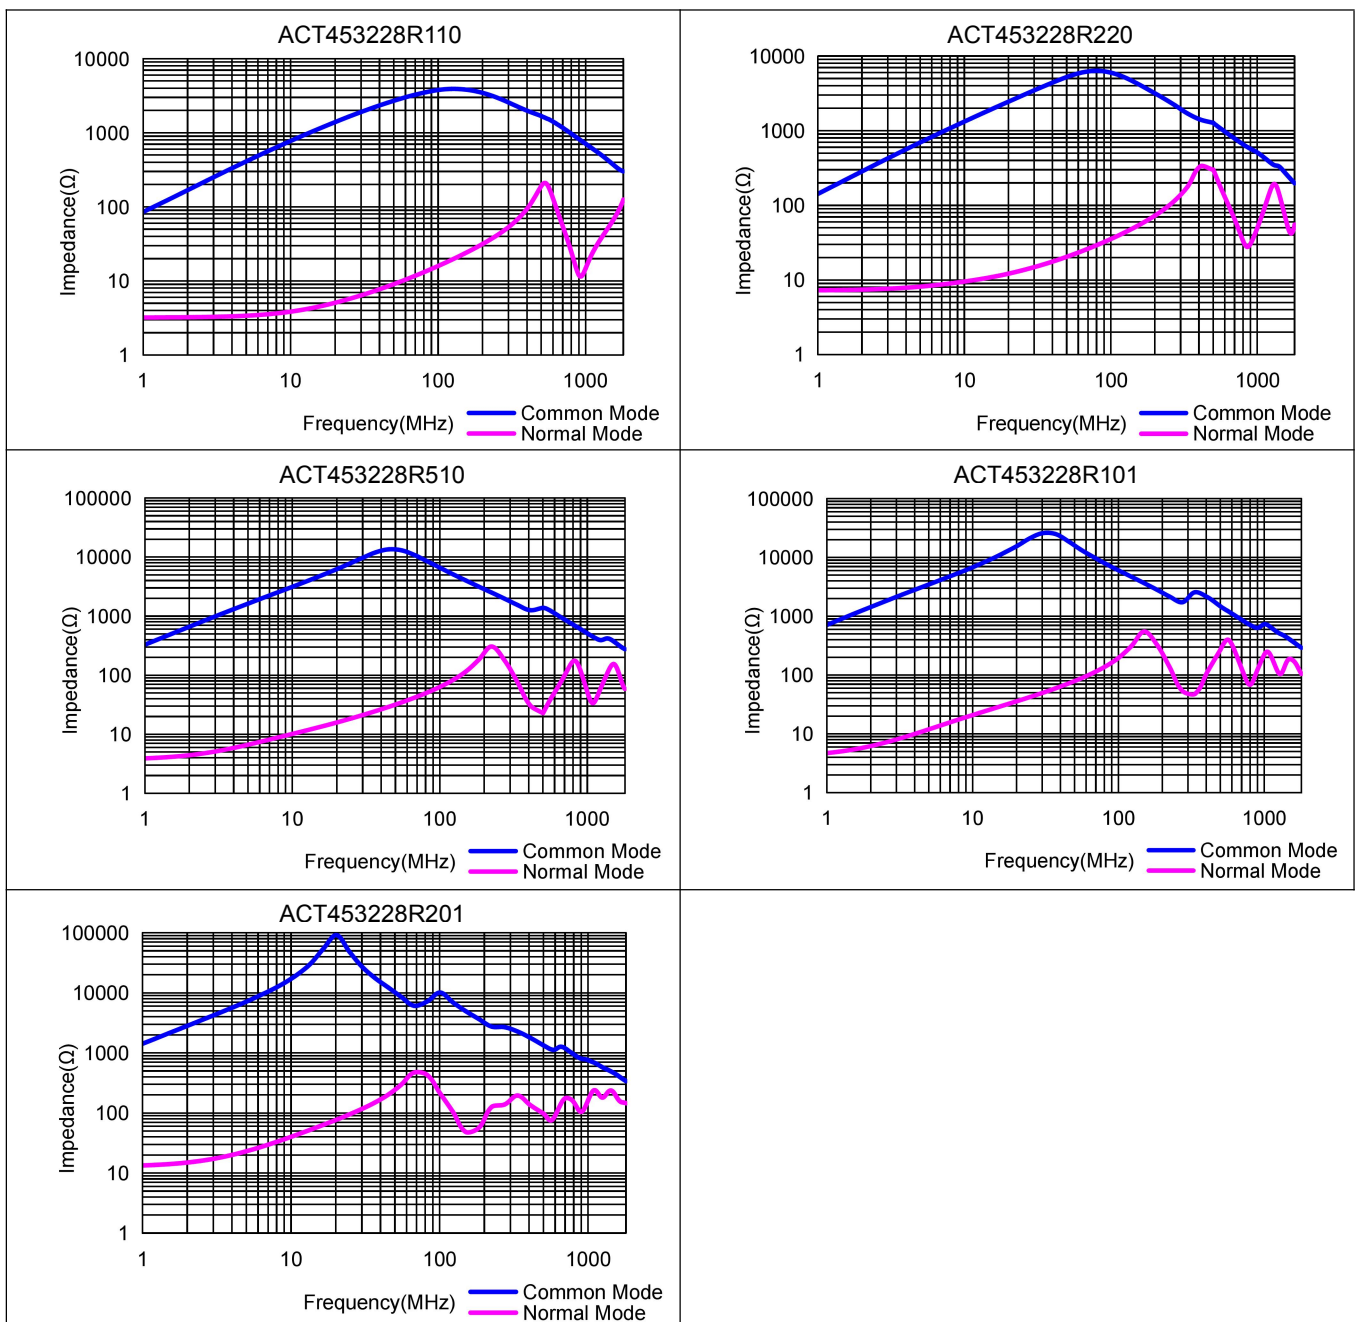 ACT453228R110
10000
1000
100
10
1
Impedance(Ω)
1 10 100 1000
Frequency(MHz)
Common Mode
Normal Mode
ACT453228R220
10000
1000
100
10
1
Impedance(Ω)
1 10 100 1000
Frequency(MHz)
Common Mode
Normal Mode
ACT453228R510
100000
10000
1000
100
10
1
Impedance(Ω)
1 10 100 1000
Frequency(MHz)
Common Mode
Normal Mode
ACT453228R101
100000
10000
1000
100
10
1
Impedance(Ω)
1 10 100 1000
Frequency(MHz)
Common Mode
Normal Mode
ACT453228R201
100000
10000
1000
100
10
1
Impedance(Ω)
1 10 100 1000
Frequency(MHz)
Common Mode
Normal Mode